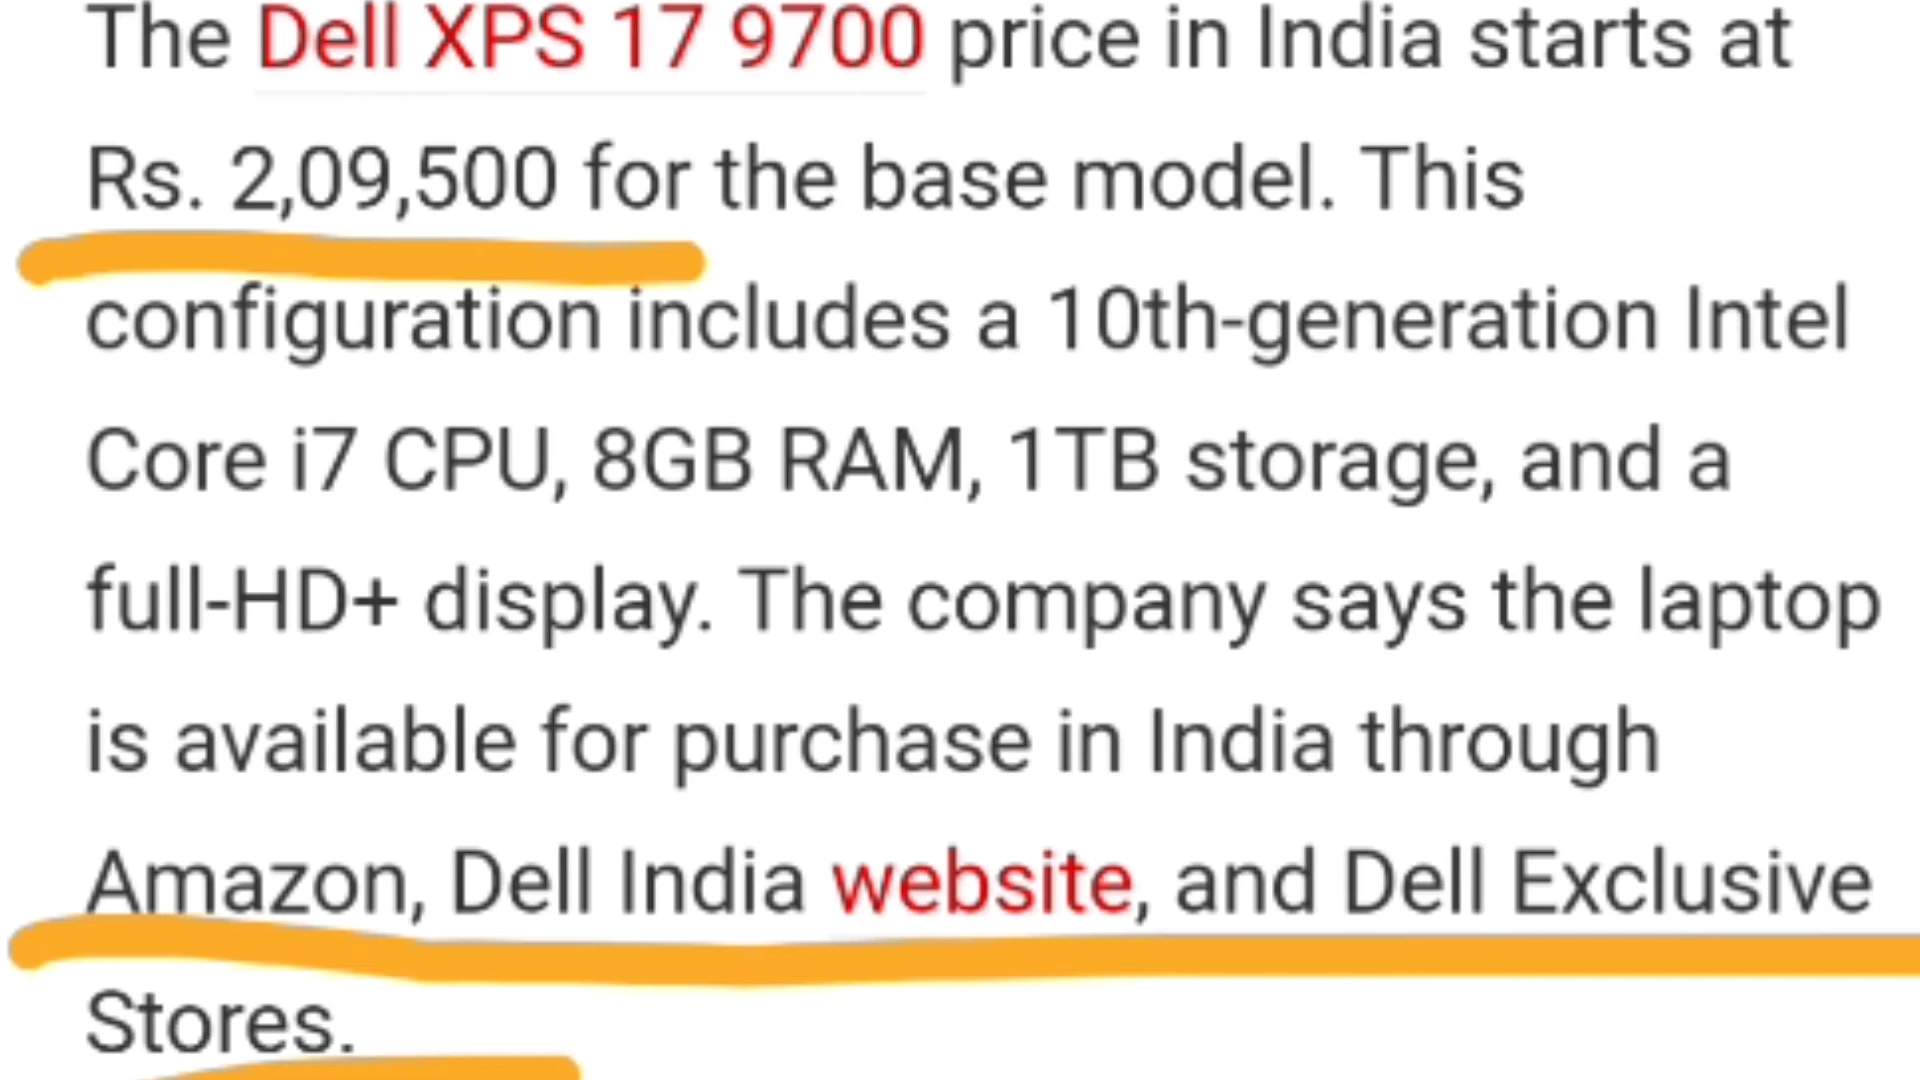 The Dell XPS 17 9700 price in India starts at
Rs. 2,09,500 for the base model. This
configuration includes a 10th-generation Intel
Core i7 CPU, 8GB RAM, 1TB storage, and a
full-HD+ display. The company says the laptop
is available for purchase in India through
Amazon, Dell India website, and Dell Exclusive
Stores.